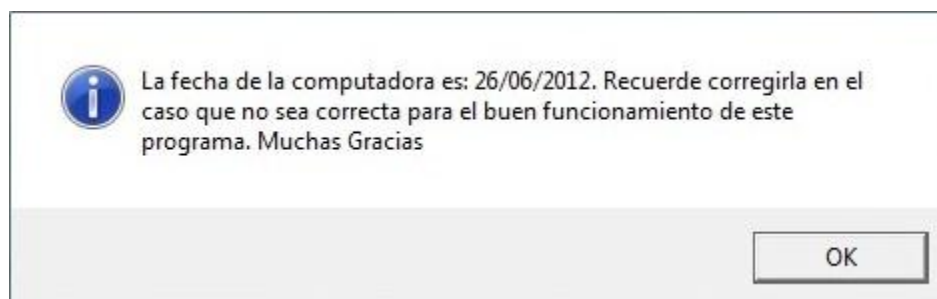 La fecha de la computadora es: 26/06/2012. Recuerde corregirla en el
caso que no sea correcta para el buen funcionamiento de este
programa. Muchas Gracias
OK